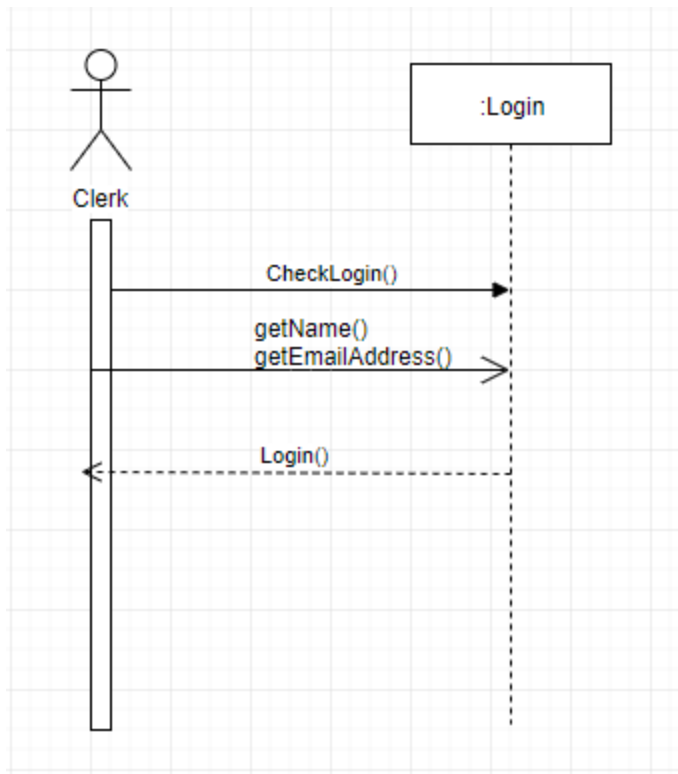 :Login
Clerk
CheckLogin()
getName()
getEmailAddress()
Login()